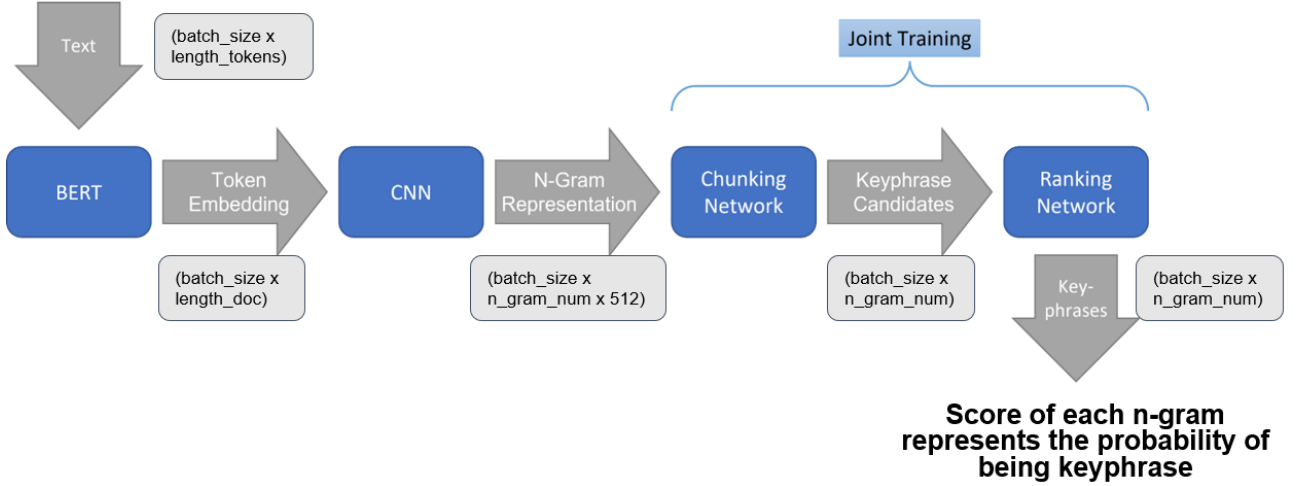 Text
(batch_size x
length_tokens)
Joint Training
BERT
Token
Embedding
CNN
N-Gram
Representation
Chunking
Network
Keyphrase
Candidates
Ranking
Network
(batch_size x
length_doc)
(batch_size x
n_gram_num x 512)
(batch_size x
n_gram_num)
Key-
phrases
(batch_size x
n_gram_num)
Score of each n-gram
represents the probability of
being keyphrase